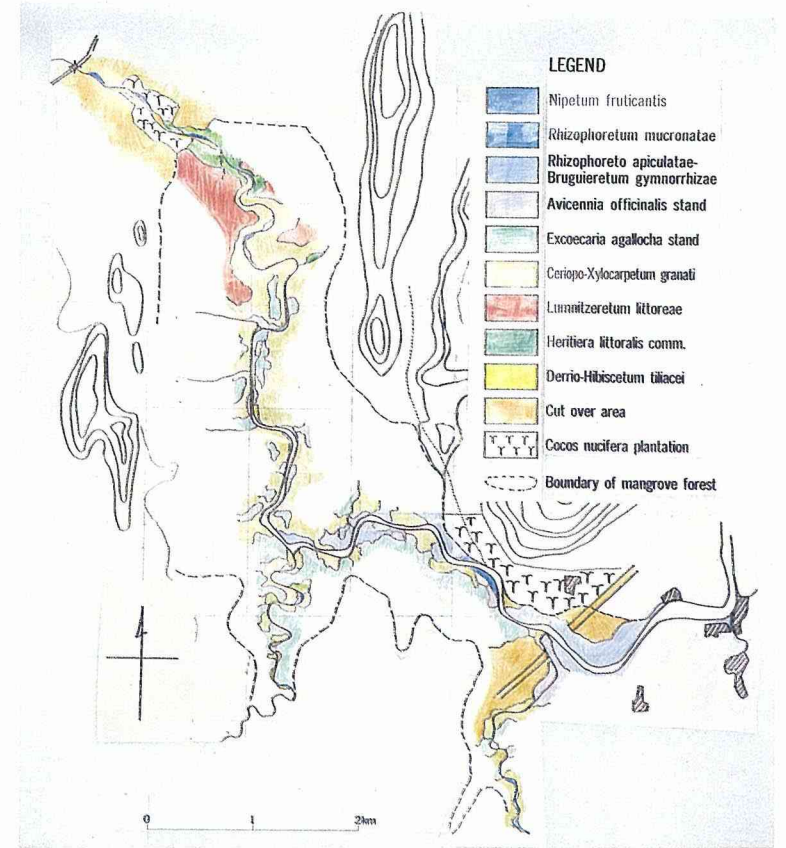 LEGEND
Nipetum fruticantis
Rhizophoretum mucronatae
Rhizophoreto apiculatae-
Bruguieretum gymnorrhizae
Avicennia officinalis stand
Excoecaria agallocha stand
Ceriopo-Xylocarpetum granati
Lumnitzeretum littoreae
Heritiera littoralis comm.
Derrio-Hibiscetum tiliacei
Cut over area
Cocos nucifera plantation
Boundary of mangrove forest
0 1 2km